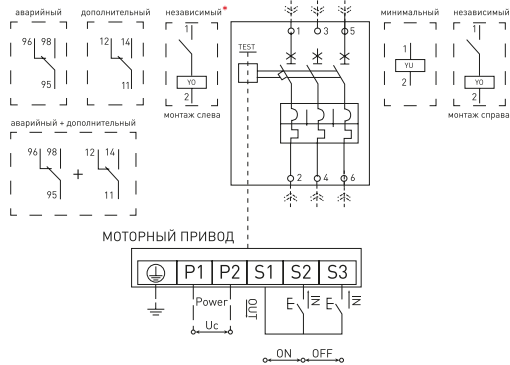 аварийный дополнительный независимый* минимальный независимый
96 98 95
12 14 11
1 YO 2
монтаж слева
TEST
1 3 5
2 4 6
1 YU 2
1 YO 2
монтаж справа
аварийный + дополнительный
96 98 95 + 12 14 11
МОТОРНЫЙ ПРИВОД
P1 P2 S1 S2 S3
Power OUT IN IN
Uc
ON OFF